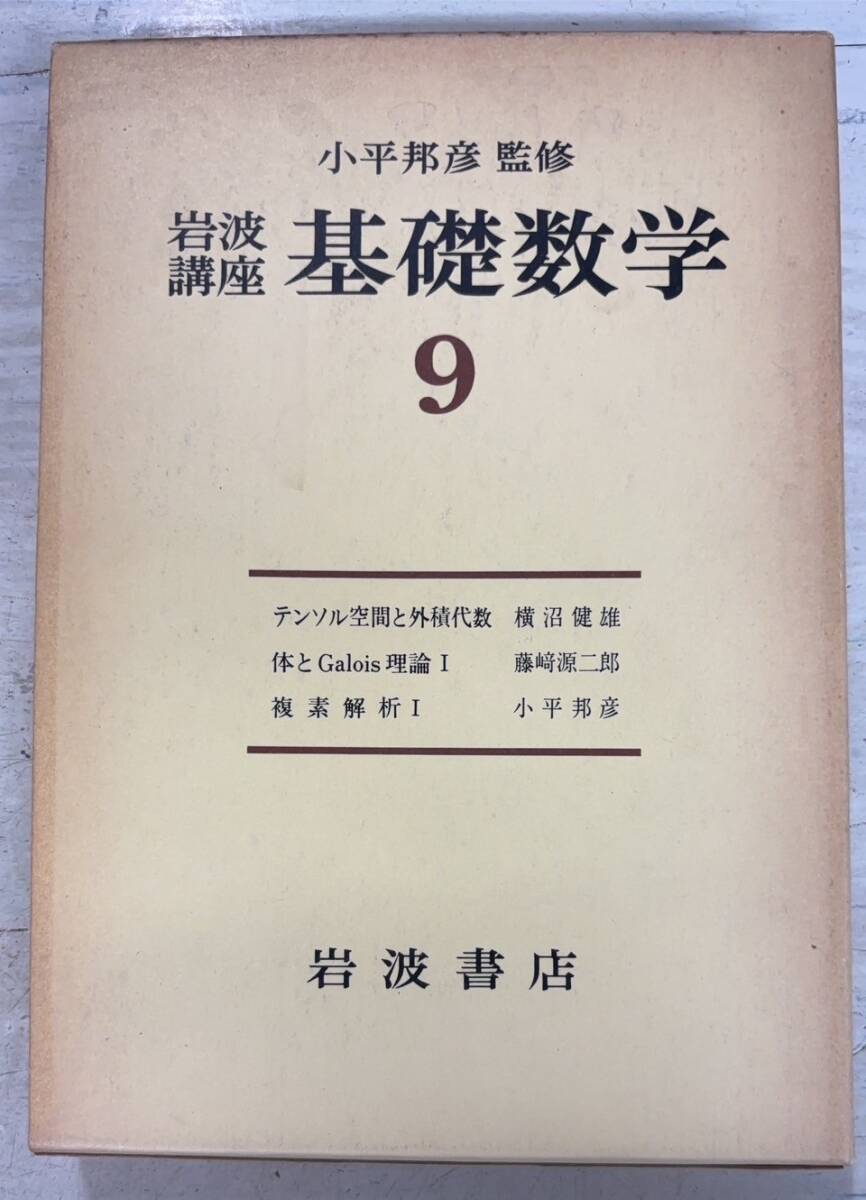 小平邦彦 監修
岩波講座 基礎数学
9
テンソル空間と外積代数 横沼健雄
体とGalois理論 I 藤﨑源二郎
複素解析 I 小平邦彦
岩波書店